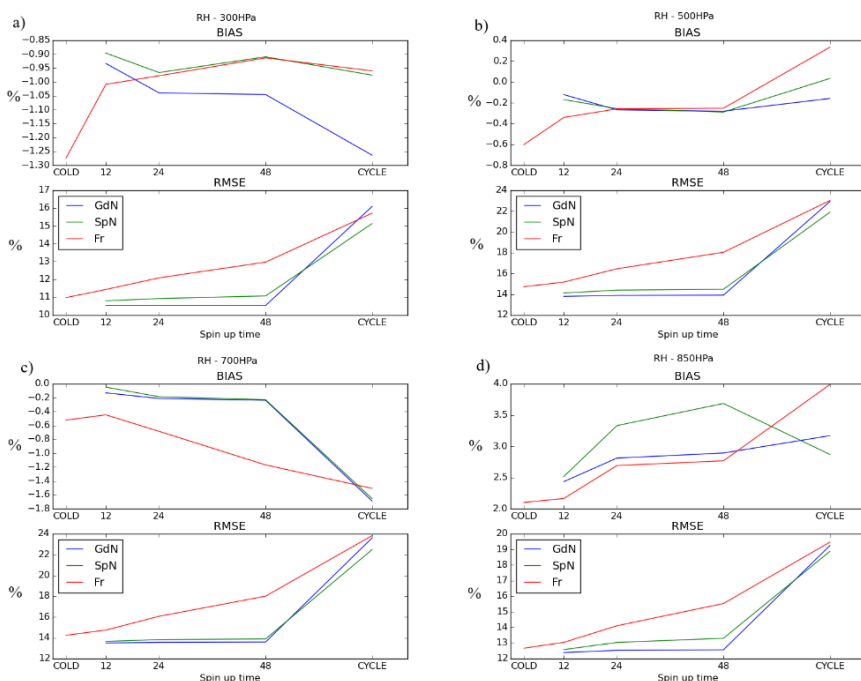 a)
RH - 300HPa
BIAS
−0.85
−0.90
−0.95
−1.00
−1.05
−1.10
−1.15
−1.20
−1.25
−1.30
%
COLD 12 24 48 CYCLE
RMSE
17
16
15
14
13
12
11
10
%
GdN
SpN
Fr
COLD 12 24 48 CYCLE
Spin up time
b)
RH - 500HPa
BIAS
0.4
0.2
0.0
−0.2
−0.4
−0.6
−0.8
%
COLD 12 24 48 CYCLE
RMSE
24
22
20
18
16
14
12
%
GdN
SpN
Fr
COLD 12 24 48 CYCLE
Spin up time
c)
RH - 700HPa
BIAS
0.0
−0.2
−0.4
−0.6
−0.8
−1.0
−1.2
−1.4
−1.6
−1.8
%
COLD 12 24 48 CYCLE
RMSE
24
22
20
18
16
14
12
%
GdN
SpN
Fr
COLD 12 24 48 CYCLE
Spin up time
d)
RH - 850HPa
BIAS
4.0
3.5
3.0
2.5
2.0
%
COLD 12 24 48 CYCLE
RMSE
20
19
18
17
16
15
14
13
12
%
GdN
SpN
Fr
COLD 12 24 48 CYCLE
Spin up time